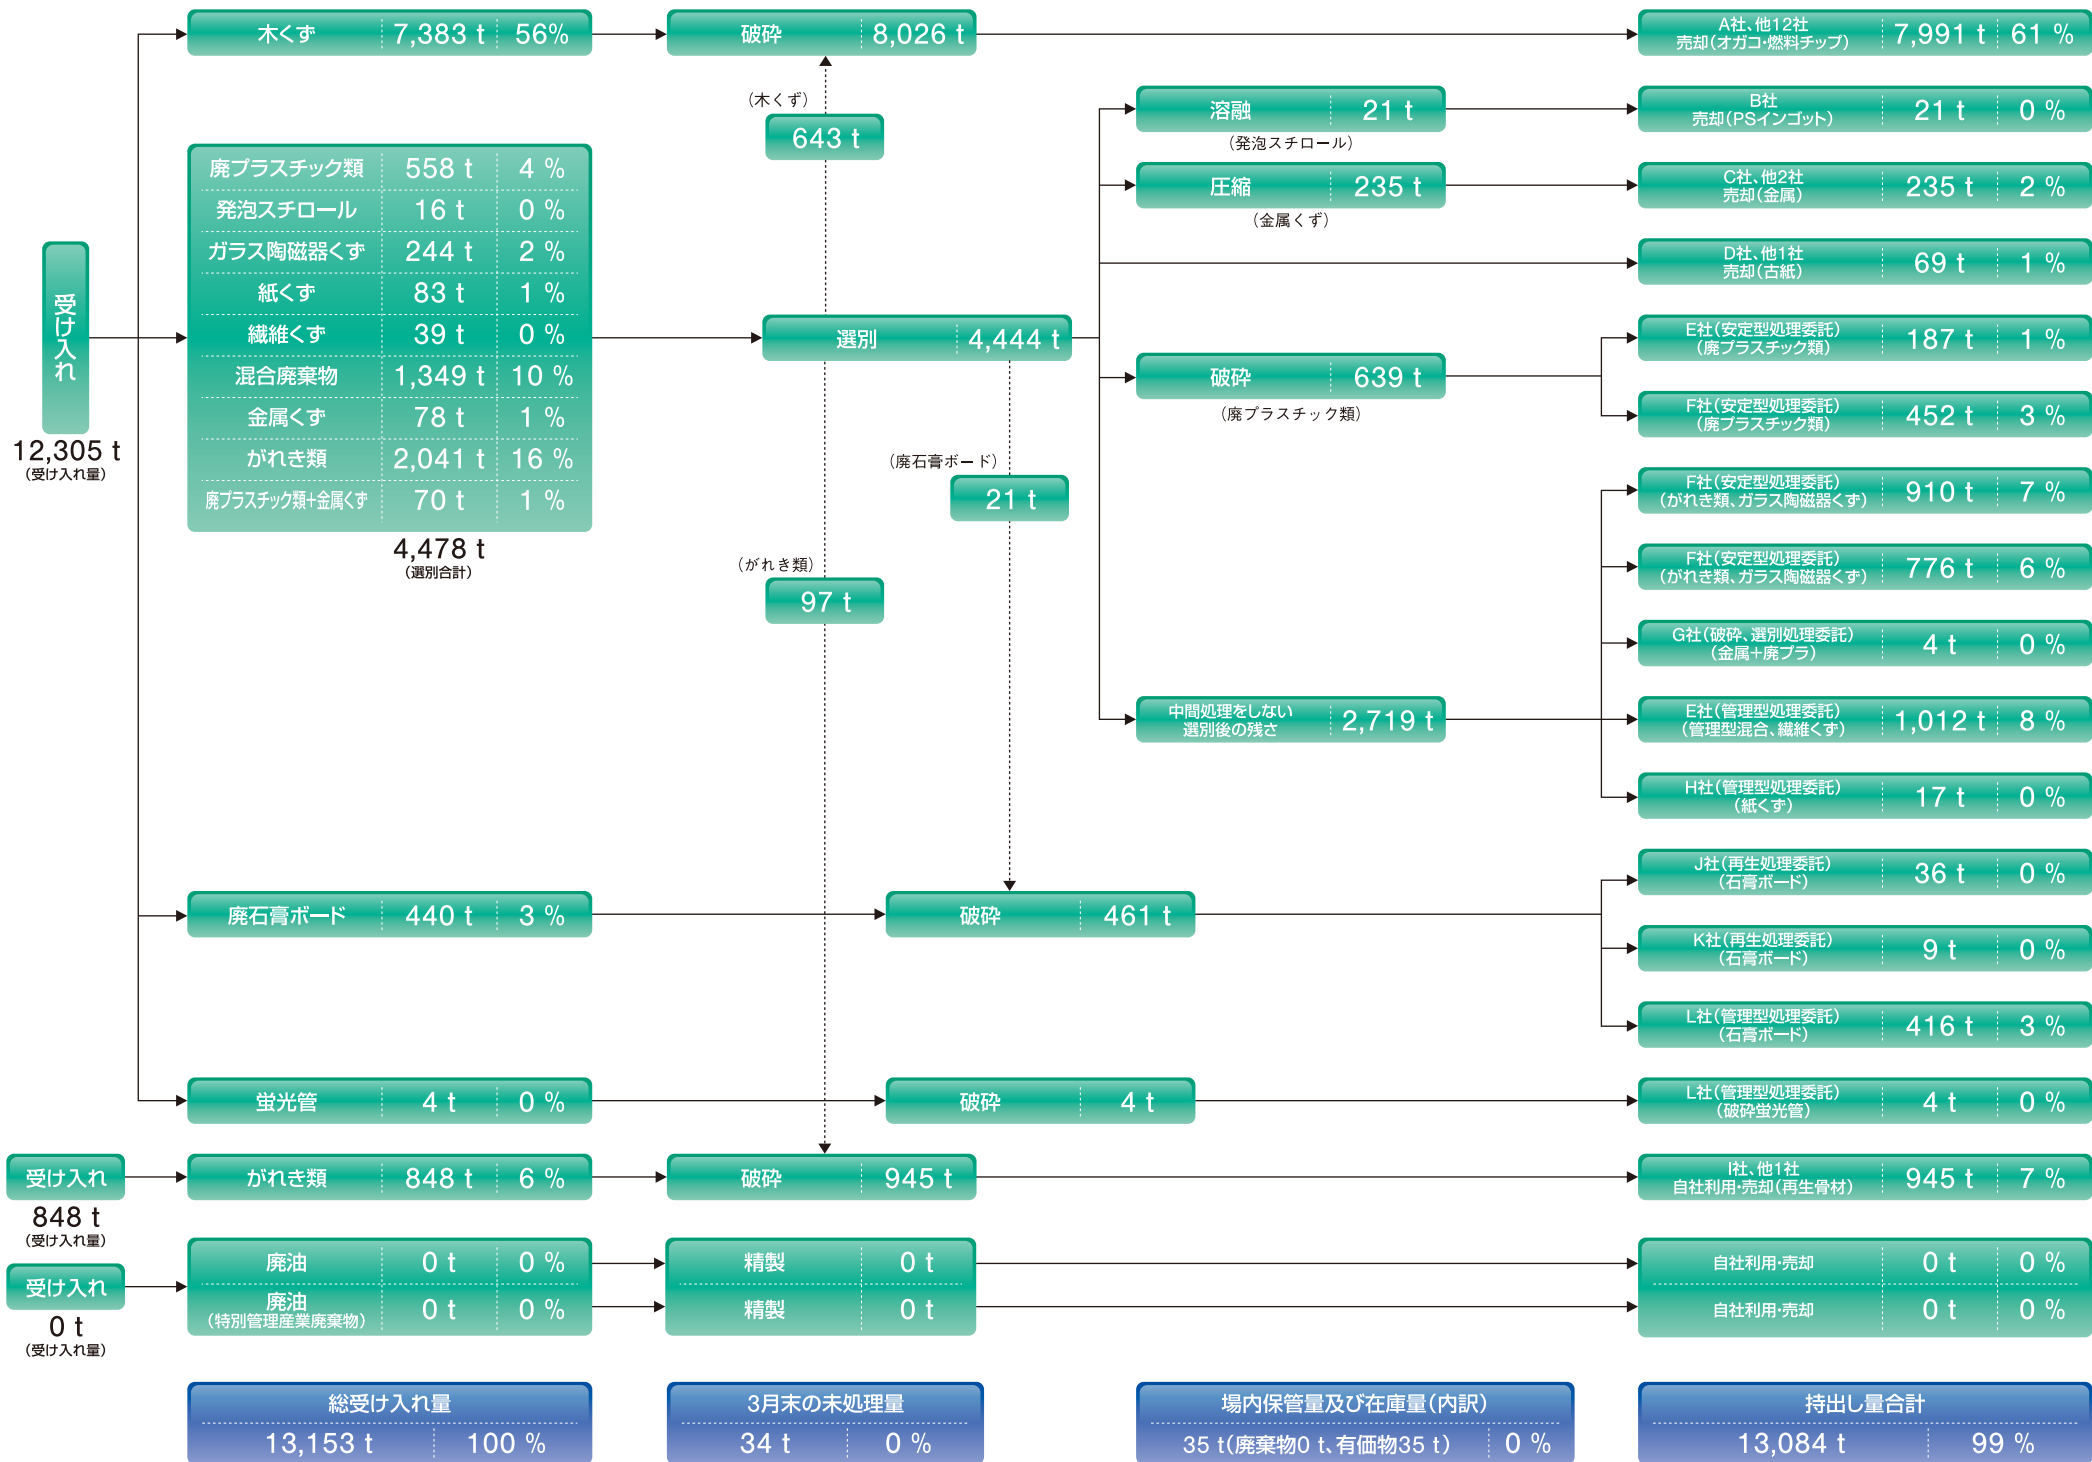 木くず 7,383 t 56%
破砕 8,026 t
A社、他12社
売却(オガコ・燃料チップ) 7,991 t 61 %
(木くず)
643 t
溶融 21 t
(発泡スチロール)
B社
売却(PSインゴット) 21 t 0 %
圧縮 235 t
(金属くず)
C社、他2社
売却(金属) 235 t 2 %
D社、他1社
売却(古紙) 69 t 1 %
受け入れ
12,305 t
(受け入れ量)
廃プラスチック類 558 t 4 %
発泡スチロール 16 t 0 %
ガラス陶磁器くず 244 t 2 %
紙くず 83 t 1 %
繊維くず 39 t 0 %
混合廃棄物 1,349 t 10 %
金属くず 78 t 1 %
がれき類 2,041 t 16 %
廃プラスチック類+金属くず 70 t 1 %
4,478 t
(選別合計)
選別 4,444 t
破砕 639 t
(廃プラスチック類)
E社(安定型処理委託)
(廃プラスチック類) 187 t 1 %
F社(安定型処理委託)
(廃プラスチック類) 452 t 3 %
(廃石膏ボード)
21 t
(がれき類)
97 t
F社(安定型処理委託)
(がれき類、ガラス陶磁器くず) 910 t 7 %
F社(安定型処理委託)
(がれき類、ガラス陶磁器くず) 776 t 6 %
G社(破砕、選別処理委託)
(金属+廃プラ) 4 t 0 %
中間処理をしない
選別後の残さ 2,719 t
E社(管理型処理委託)
(管理型混合、繊維くず) 1,012 t 8 %
H社(管理型処理委託)
(紙くず) 17 t 0 %
廃石膏ボード 440 t 3 %
破砕 461 t
J社(再生処理委託)
(石膏ボード) 36 t 0 %
K社(再生処理委託)
(石膏ボード) 9 t 0 %
L社(管理型処理委託)
(石膏ボード) 416 t 3 %
蛍光管 4 t 0 %
破砕 4 t
L社(管理型処理委託)
(破砕蛍光管) 4 t 0 %
受け入れ
848 t
(受け入れ量)
がれき類 848 t 6 %
破砕 945 t
I社、他1社
自社利用・売却(再生骨材) 945 t 7 %
受け入れ
0 t
(受け入れ量)
廃油 0 t 0 %
精製 0 t
自社利用・売却 0 t 0 %
廃油
(特別管理産業廃棄物) 0 t 0 %
精製 0 t
自社利用・売却 0 t 0 %
総受け入れ量
13,153 t 100 %
3月末の未処理量
34 t 0 %
場内保管量及び在庫量(内訳)
35 t(廃棄物0 t、有価物35 t) 0 %
持出し量合計
13,084 t 99 %